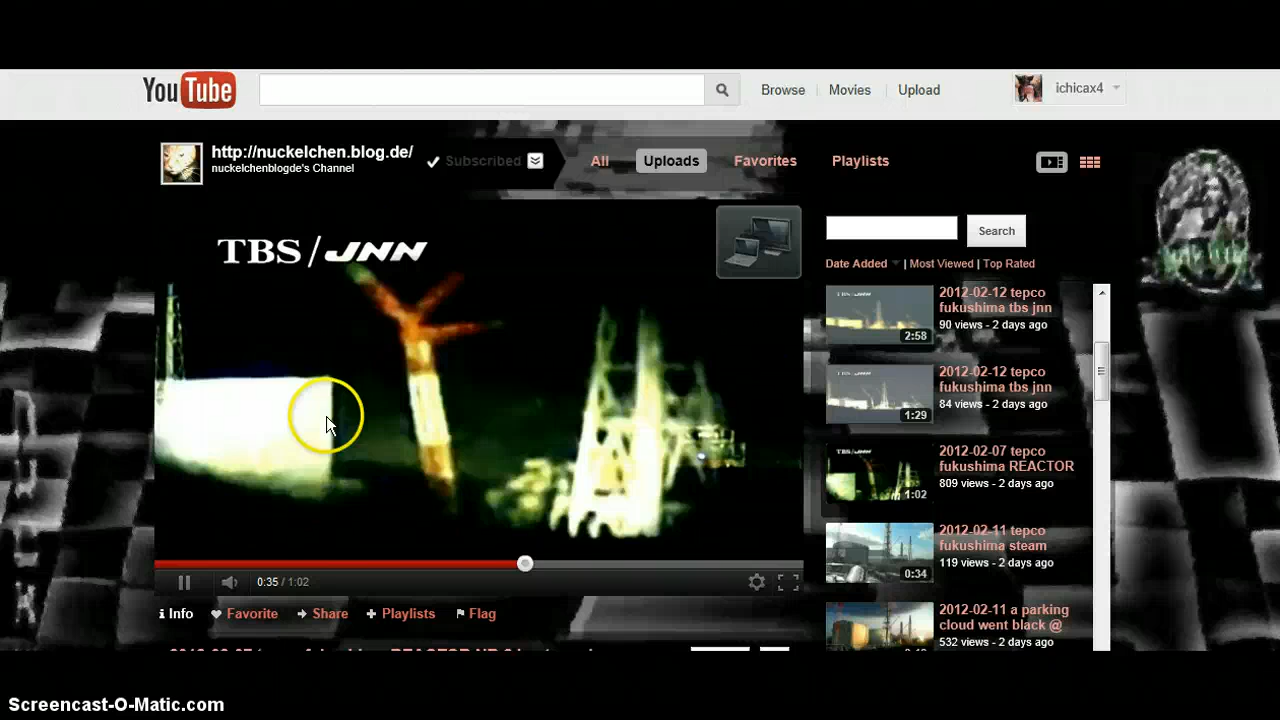 YouTube
Browse | Movies | Upload
ichicax4
http://nuckelchen.blog.de/
nuckelchenblogde's Channel
Subscribed
All
Uploads
Favorites
Playlists
TBS/JNN
Search
Date Added | Most Viewed | Top Rated
TBS/JNN
2:58
2012-02-12 tepco
fukushima tbs jnn
90 views - 2 days ago
1:29
2012-02-12 tepco
fukushima tbs jnn
84 views - 2 days ago
TBS/JNN
1:02
2012-02-07 tepco
fukushima REACTOR
809 views - 2 days ago
0:34
2012-02-11 tepco
fukushima steam
119 views - 2 days ago
2012-02-11 a parking
cloud went black @
532 views - 2 days ago
0:35 / 1:02
Info
Favorite
Share
Playlists
Flag
Screencast-O-Matic.com